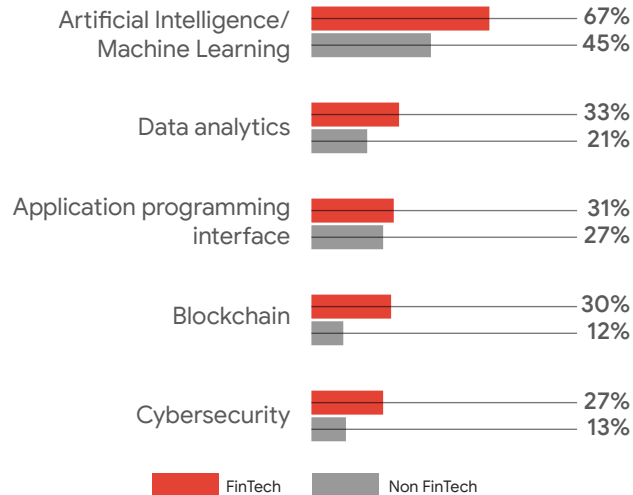 Artificial Intelligence/
Machine Learning
67%
45%
Data analytics
33%
21%
Application programming
interface
31%
27%
Blockchain
30%
12%
Cybersecurity
27%
13%
FinTech
Non FinTech